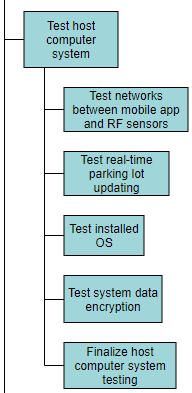 Test host
computer
system
Test networks
between mobile app
and RF sensors
Test real-time
parking lot
updating
Test installed
OS
Test system data
encryption
Finalize host
computer system
testing